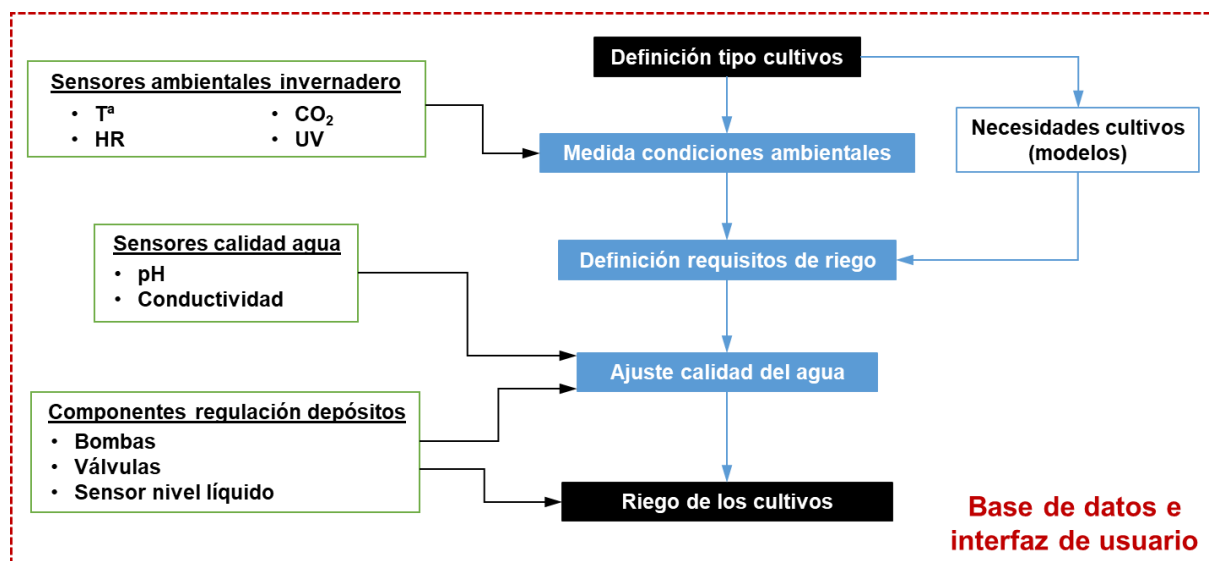 Definición tipo cultivos
Sensores ambientales invernadero
• Tª
• CO₂
• HR
• UV
Necesidades cultivos
(modelos)
Medida condiciones ambientales
Sensores calidad agua
• pH
• Conductividad
Definición requisitos de riego
Ajuste calidad del agua
Componentes regulación depósitos
• Bombas
• Válvulas
• Sensor nivel líquido
Riego de los cultivos
Base de datos e
interfaz de usuario